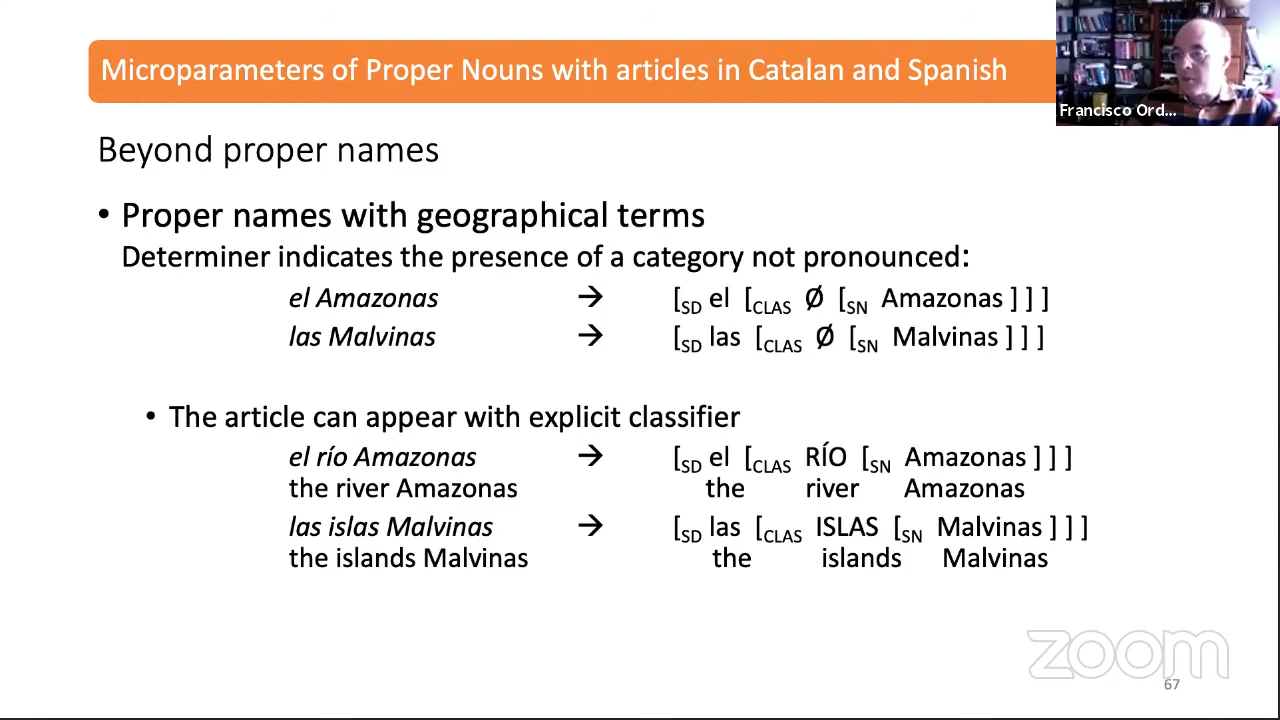 Microparameters of Proper Nouns with articles in Catalan and Spanish
Francisco Ord...
Beyond proper names
• Proper names with geographical terms
Determiner indicates the presence of a category not pronounced:
el Amazonas → [SD el [CLAS Ø [SN Amazonas ] ] ]
las Malvinas → [SD las [CLAS Ø [SN Malvinas ] ] ]
• The article can appear with explicit classifier
el río Amazonas → [SD el [CLAS RÍO [SN Amazonas ] ] ]
the river Amazonas the river Amazonas
las islas Malvinas → [SD las [CLAS ISLAS [SN Malvinas ] ] ]
the islands Malvinas the islands Malvinas
zoom
67